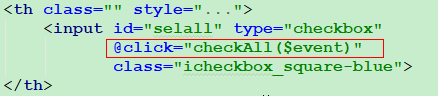 <th class="" style="...">
<input id="selall" type="checkbox"
@click="checkAll($event)"
class="icheckbox_square-blue">
</th>